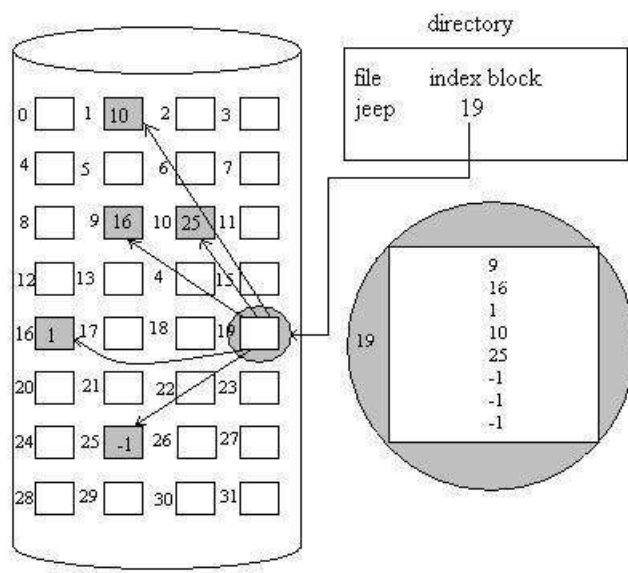 directory
file index block
jeep 19
0 1 10 2 3
4 5 6 7
8 9 16 10 25 11
12 13 4 15
16 1 17 18 19
20 21 22 23
24 25 -1 26 27
28 29 30 31
19
9
16
1
10
25
-1
-1
-1